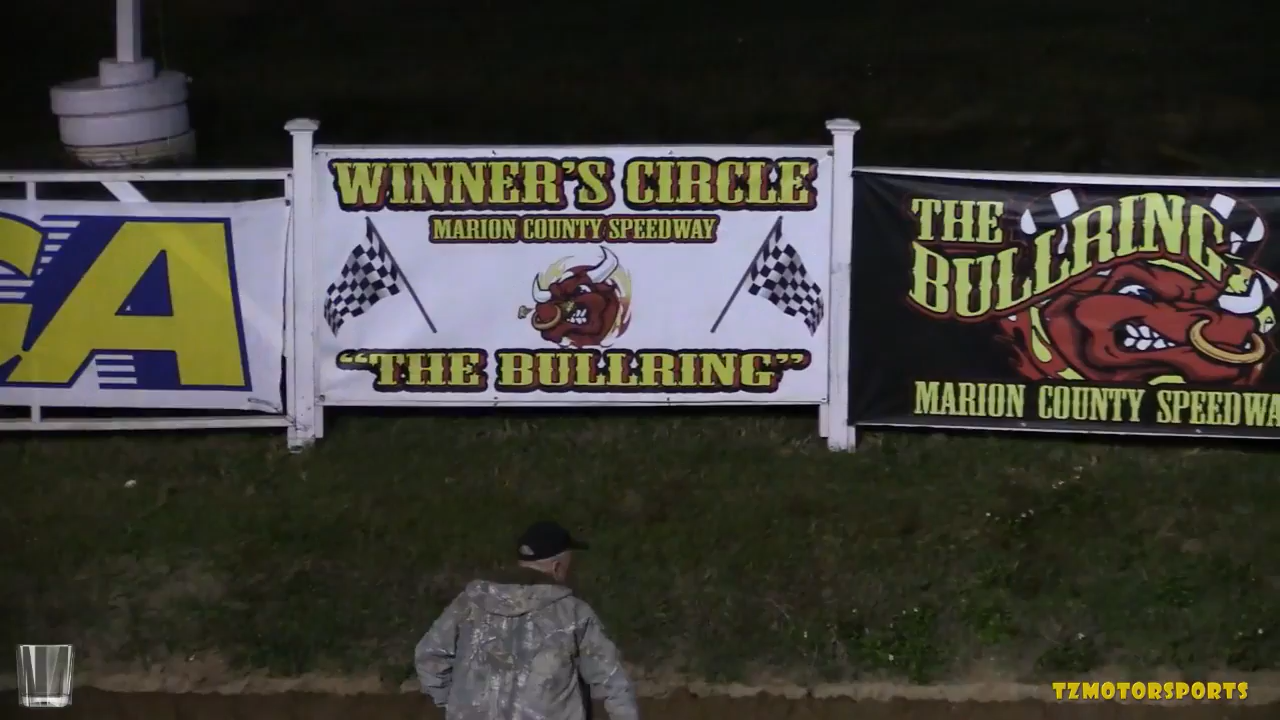 WINNER'S CIRCLE
MARION COUNTY SPEEDWAY
"THE BULLRING"
THE
BULLRING
MARION COUNTY SPEEDWA
CA
TZMOTORSPORTS